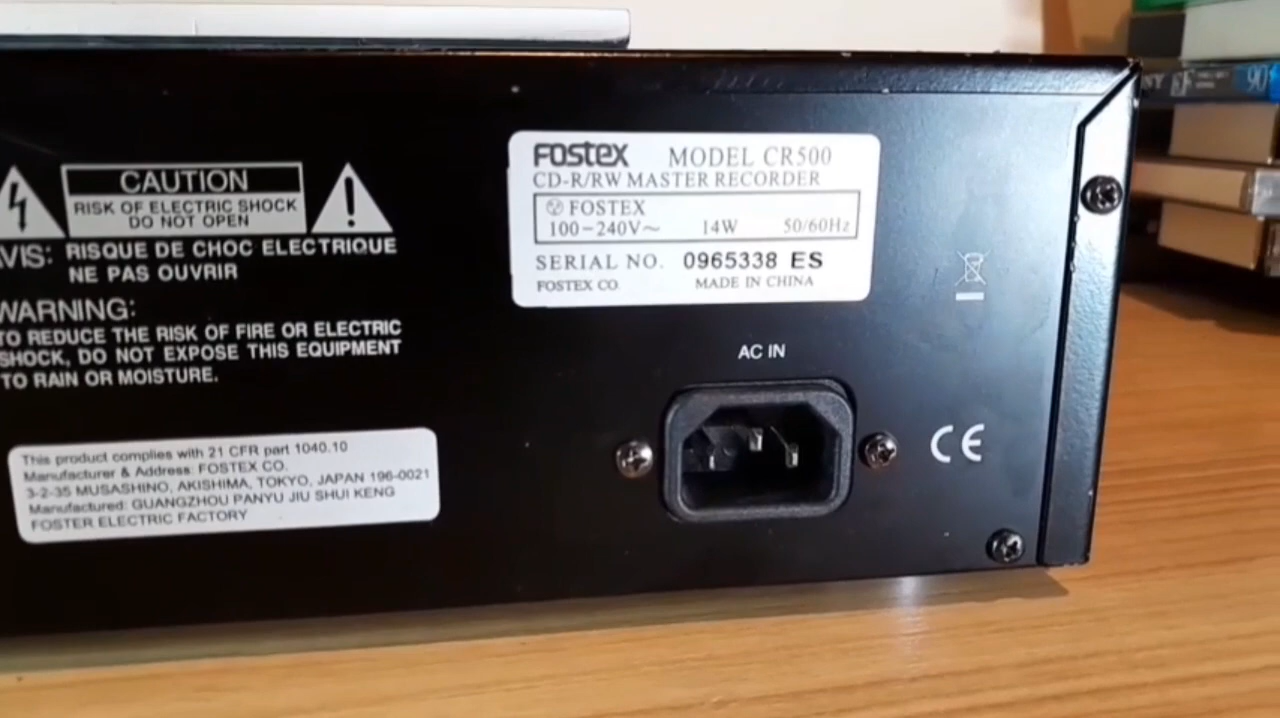 CAUTION
RISK OF ELECTRIC SHOCK
DO NOT OPEN
AVIS: RISQUE DE CHOC ELECTRIQUE
NE PAS OUVRIR
WARNING:
TO REDUCE THE RISK OF FIRE OR ELECTRIC
SHOCK, DO NOT EXPOSE THIS EQUIPMENT
TO RAIN OR MOISTURE.
This product complies with 21 CFR part 1040.10
Manufacturer & Address: FOSTEX CO.
3-2-35 MUSASHINO, AKISHIMA, TOKYO, JAPAN 196-0021
Manufactured: GUANGZHOU PANYU JIU SHUI KENG
FOSTER ELECTRIC FACTORY
FOSTEX MODEL CR500
CD-R/RW MASTER RECORDER
FOSTEX
100-240V~ 14W 50/60Hz
SERIAL NO. 0965338 ES
FOSTEX CO MADE IN CHINA
AC IN
CE
EF
90